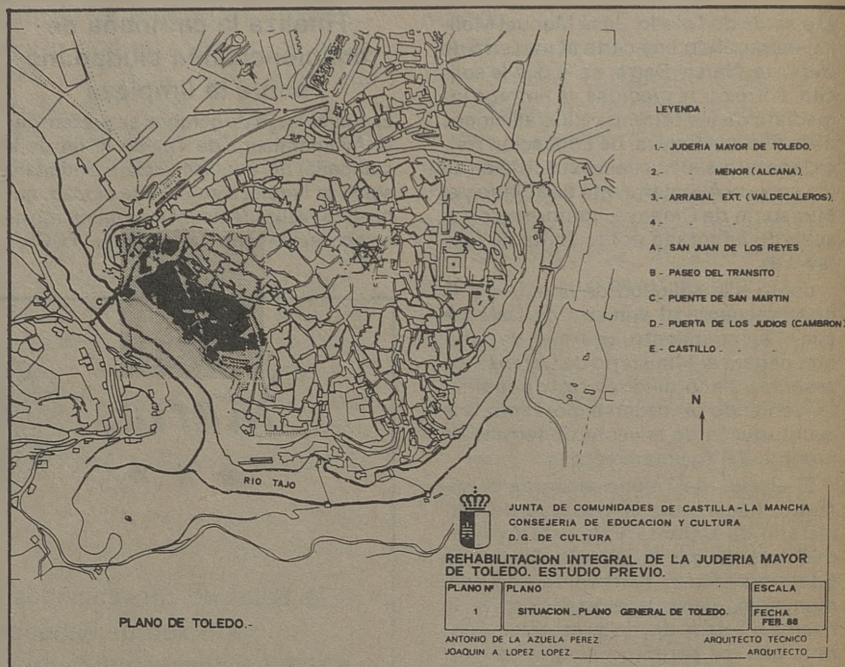 LEYENDA
1.- JUDERIA MAYOR DE TOLEDO.
2.- - MENOR (ALCANA).
3.- ARRABAL EXT. (VALDECALEROS).
4.- - - -
A.- SAN JUAN DE LOS REYES
B.- PASEO DEL TRANSITO
C.- PUENTE DE SAN MARTIN
D.- PUERTA DE LOS JUDIOS (CAMBRON)
E.- CASTILLO - -
C
N
RIO TAJO
PLANO DE TOLEDO.-
JUNTA DE COMUNIDADES DE CASTILLA-LA MANCHA
CONSEJERIA DE EDUCACION Y CULTURA
D.G. DE CULTURA
REHABILITACION INTEGRAL DE LA JUDERIA MAYOR
DE TOLEDO. ESTUDIO PREVIO.
PLANO Nº PLANO ESCALA
1 SITUACION_PLANO GENERAL DE TOLEDO.
FECHA
FEB. 88
ANTONIO DE LA AZUELA PEREZ ARQUITECTO TECNICO
JOAQUIN A. LOPEZ LOPEZ ARQUITECTO